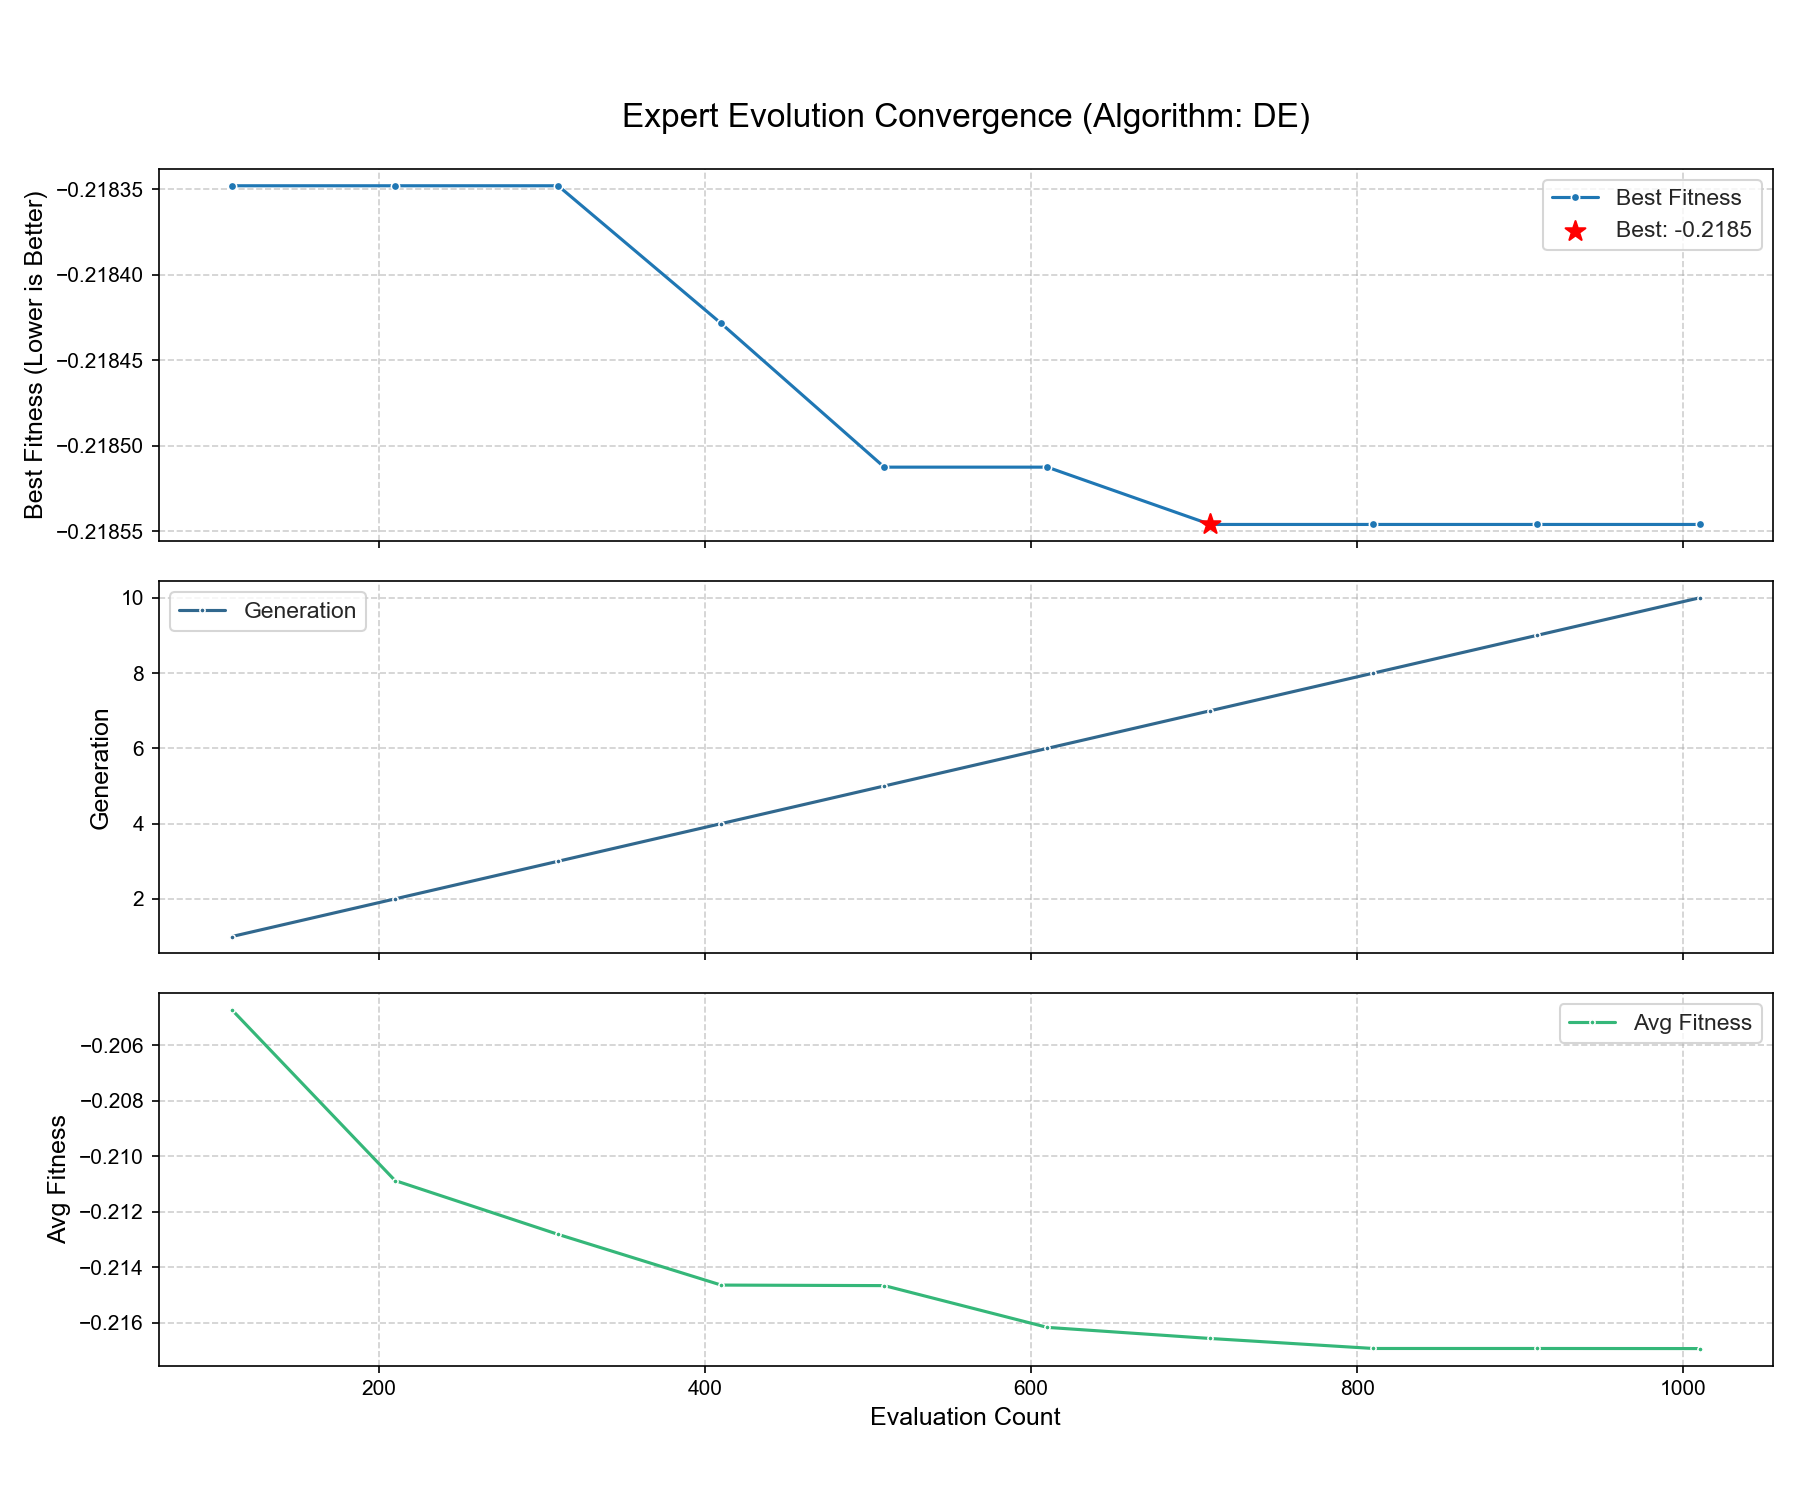 Expert Evolution Convergence (Algorithm: DE)
Best Fitness (Lower is Better)
−0.21835
−0.21840
−0.21845
−0.21850
−0.21855
Best Fitness
Best: -0.2185
Generation
10
8
6
4
2
Generation
Avg Fitness
−0.206
−0.208
−0.210
−0.212
−0.214
−0.216
Avg Fitness
200 400 600 800 1000
Evaluation Count